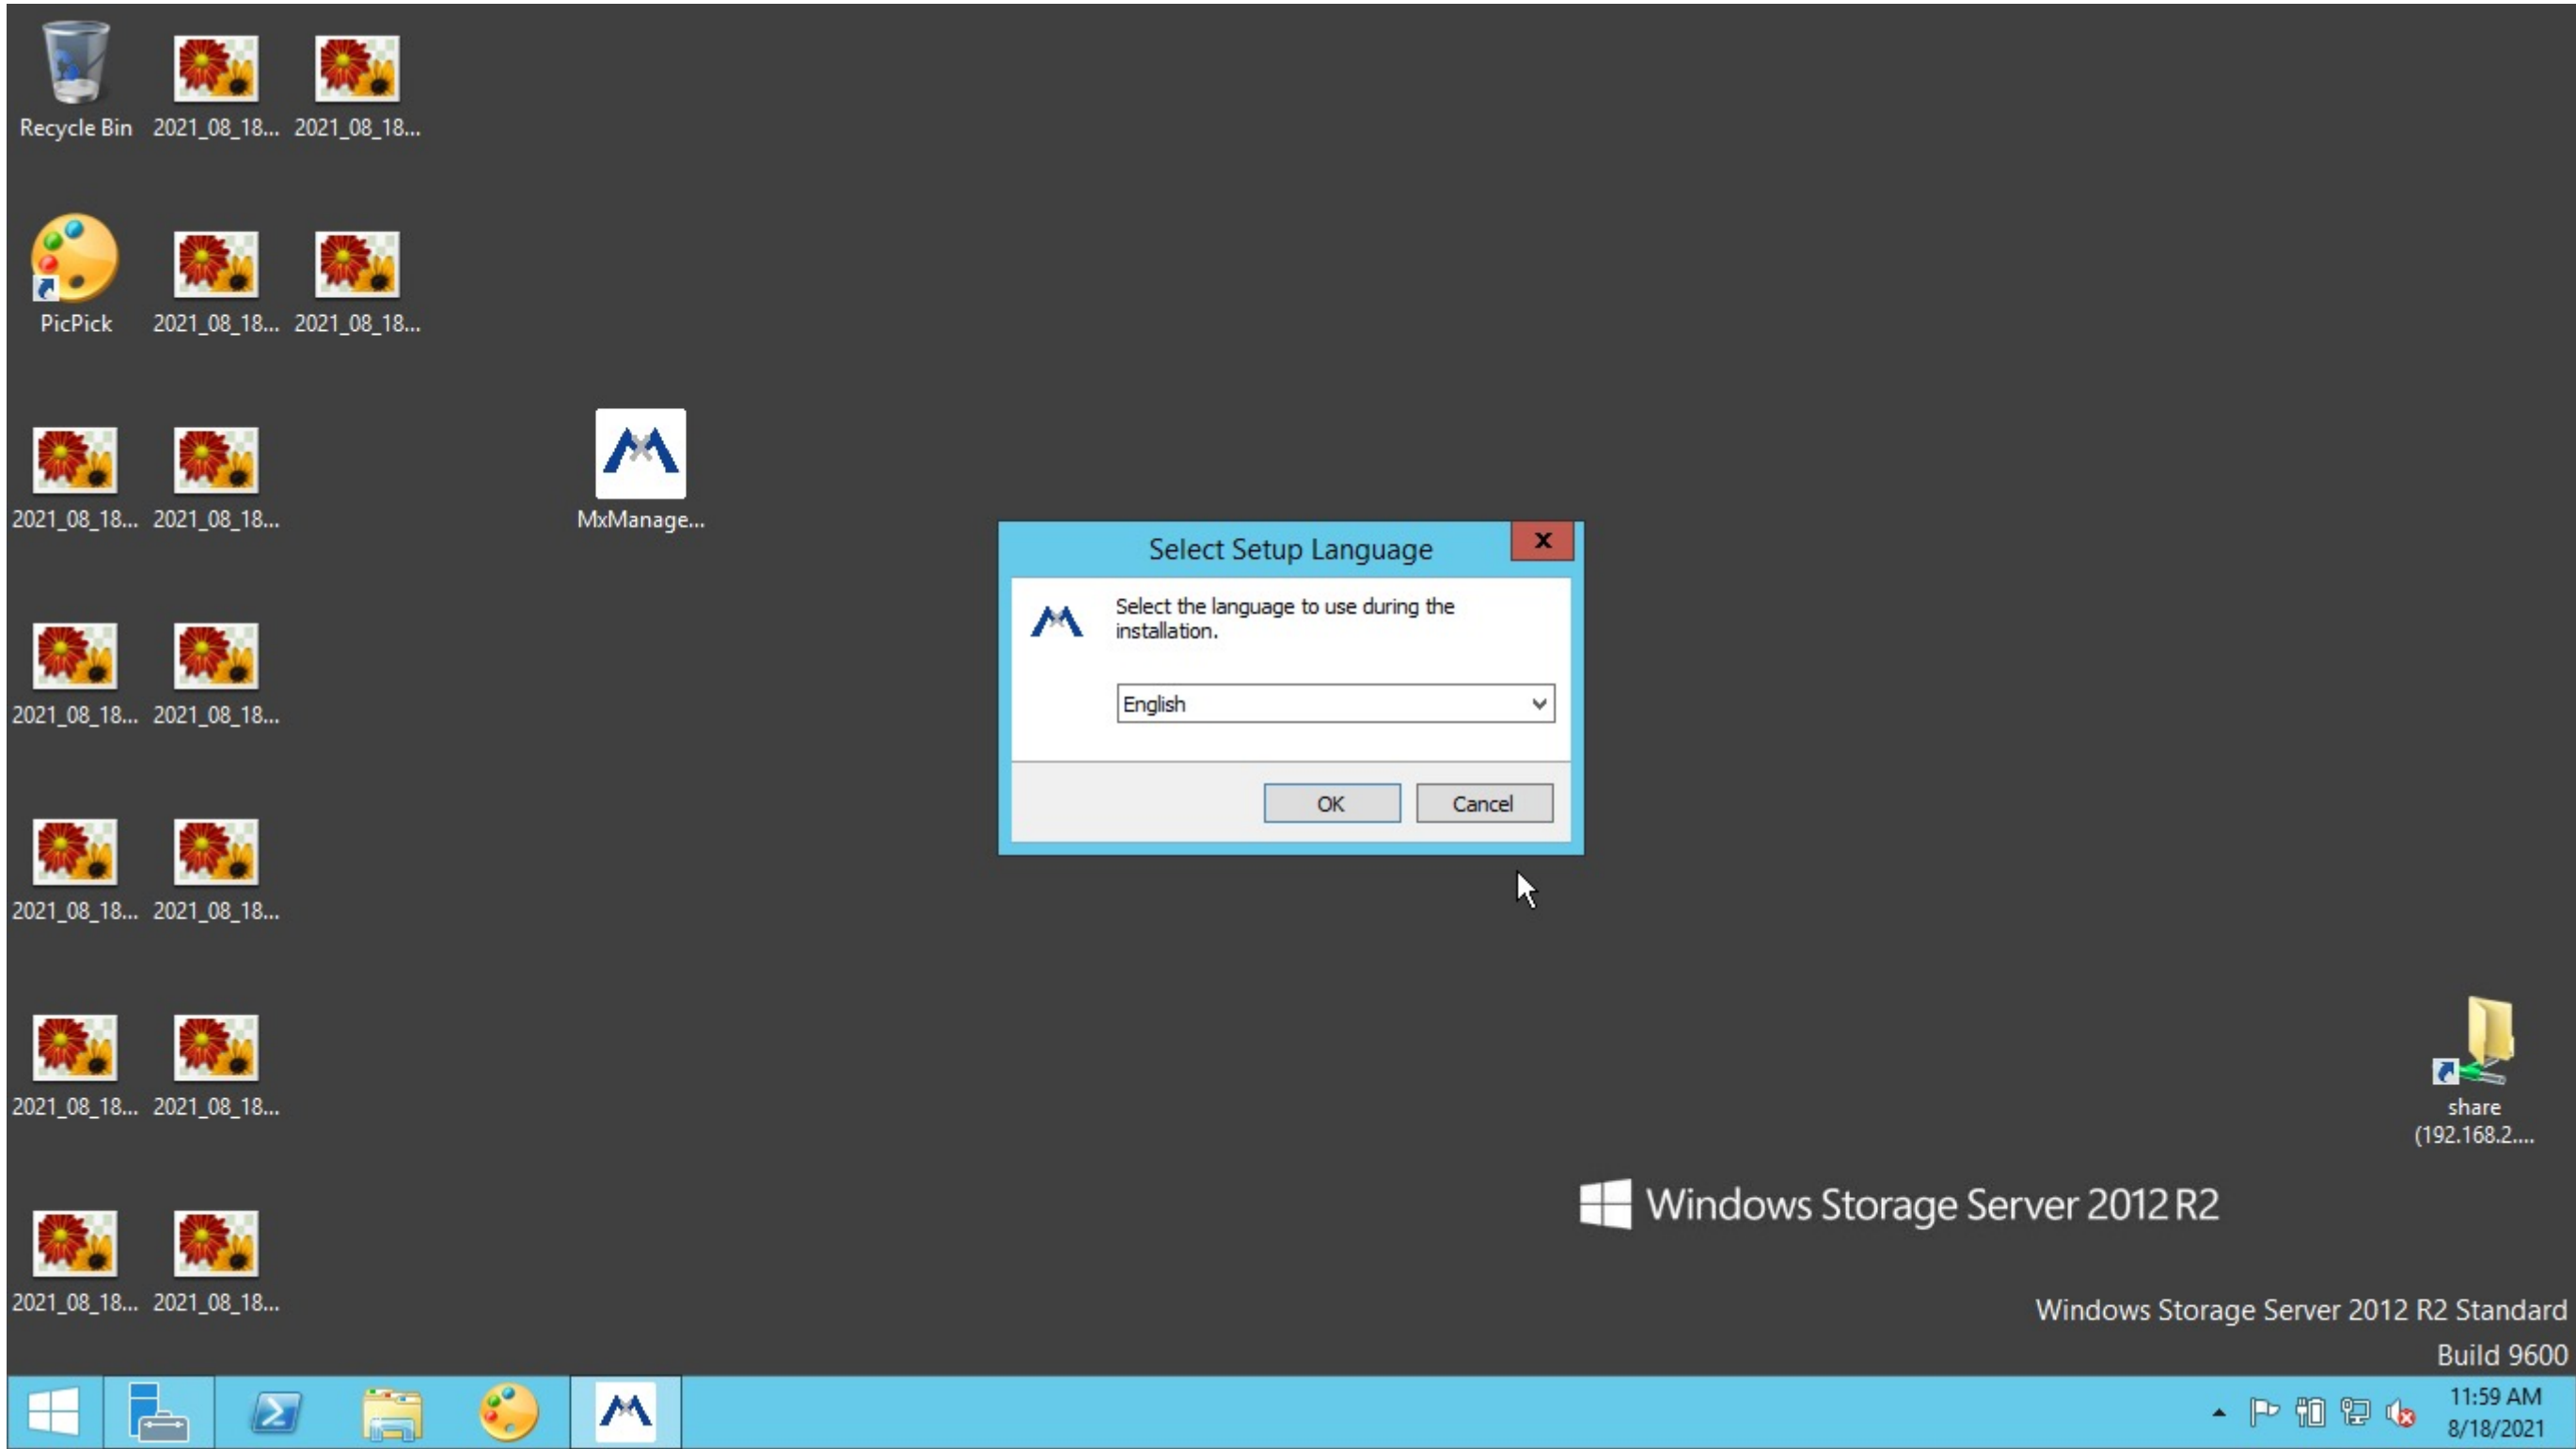 Recycle Bin 2021_08_18... 2021_08_18...
PicPick 2021_08_18... 2021_08_18...
2021_08_18... 2021_08_18... MxManage...
Select Setup Language
x
Select the language to use during the
installation.
English
OK Cancel
2021_08_18... 2021_08_18...
2021_08_18... 2021_08_18...
2021_08_18... 2021_08_18...
share
(192.168.2....
Windows Storage Server 2012 R2
2021_08_18... 2021_08_18...
Windows Storage Server 2012 R2 Standard
Build 9600
11:59 AM
8/18/2021